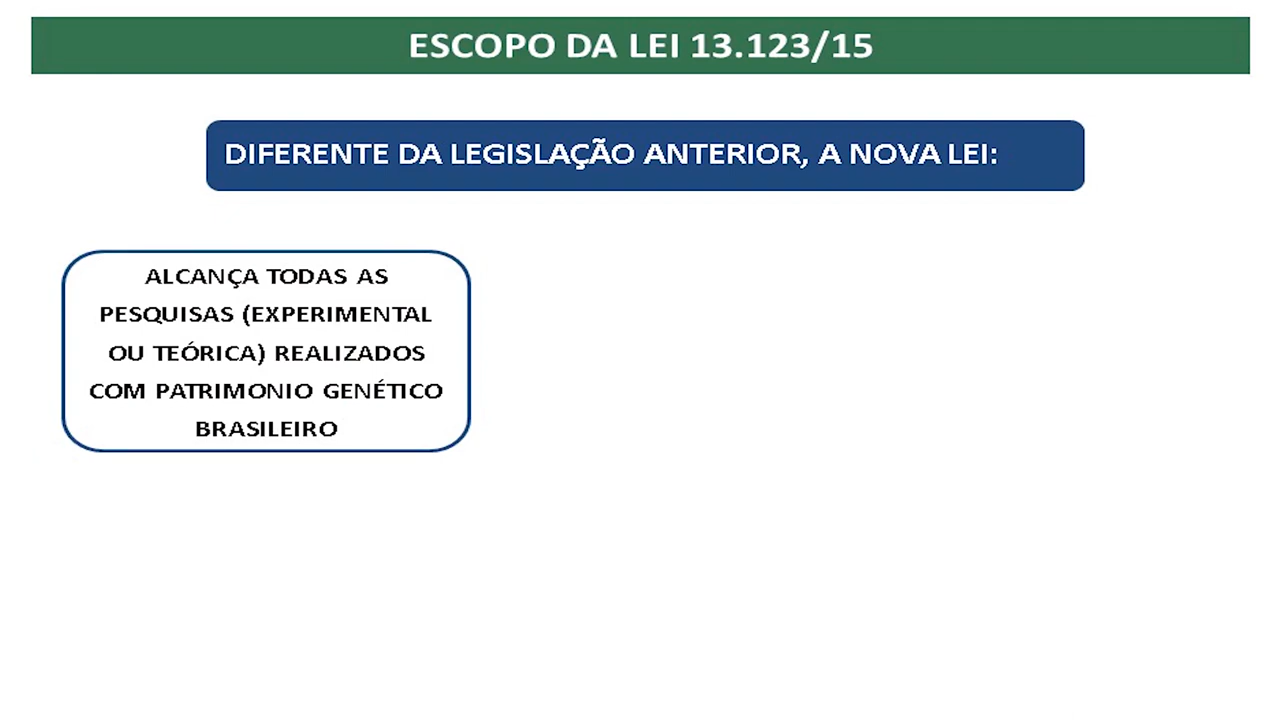 ESCOPO DA LEI 13.123/15
DIFERENTE DA LEGISLAÇÃO ANTERIOR, A NOVA LEI:
ALCANÇA TODAS AS
PESQUISAS (EXPERIMENTAL
OU TEÓRICA) REALIZADOS
COM PATRIMONIO GENÉTICO
BRASILEIRO